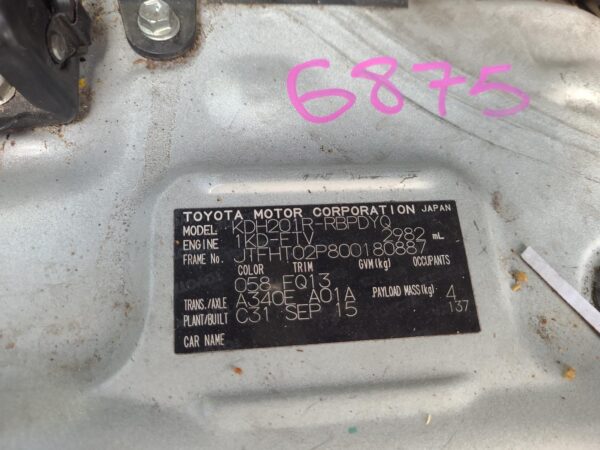 6875
TOYOTA MOTOR CORPORATION JAPAN
MODEL KDH201R-RBPDYQ
ENGINE 1KD-FTV 2982 mL
FRAME No. JTFHT02P800180887
COLOR TRIM GVM(kg) OCCUPANTS
058 FQ13
TRANS./AXLE A340E A01A PAYLOAD MASS(kg) 4
PLANT/BUILT C31 SEP 15 137
CAR NAME